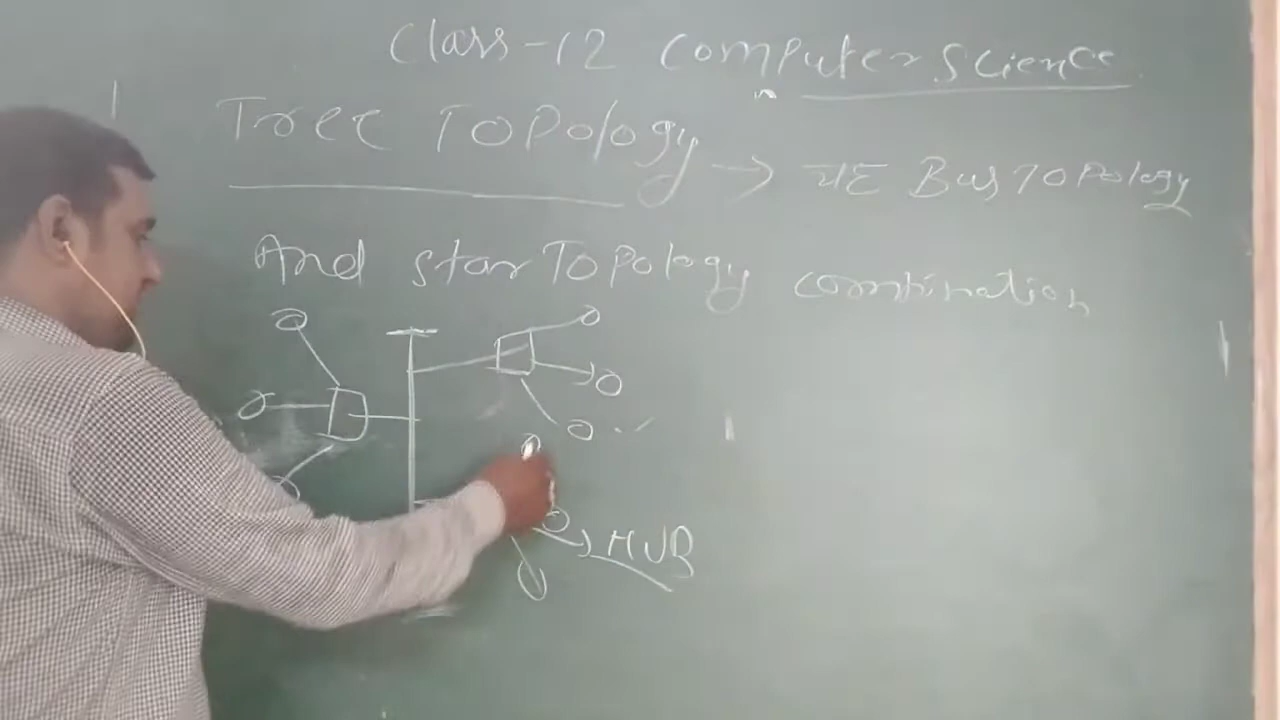 Class-12 Computer Science
Tree Topology → यह Bus Topology
And star Topology combination
HUB